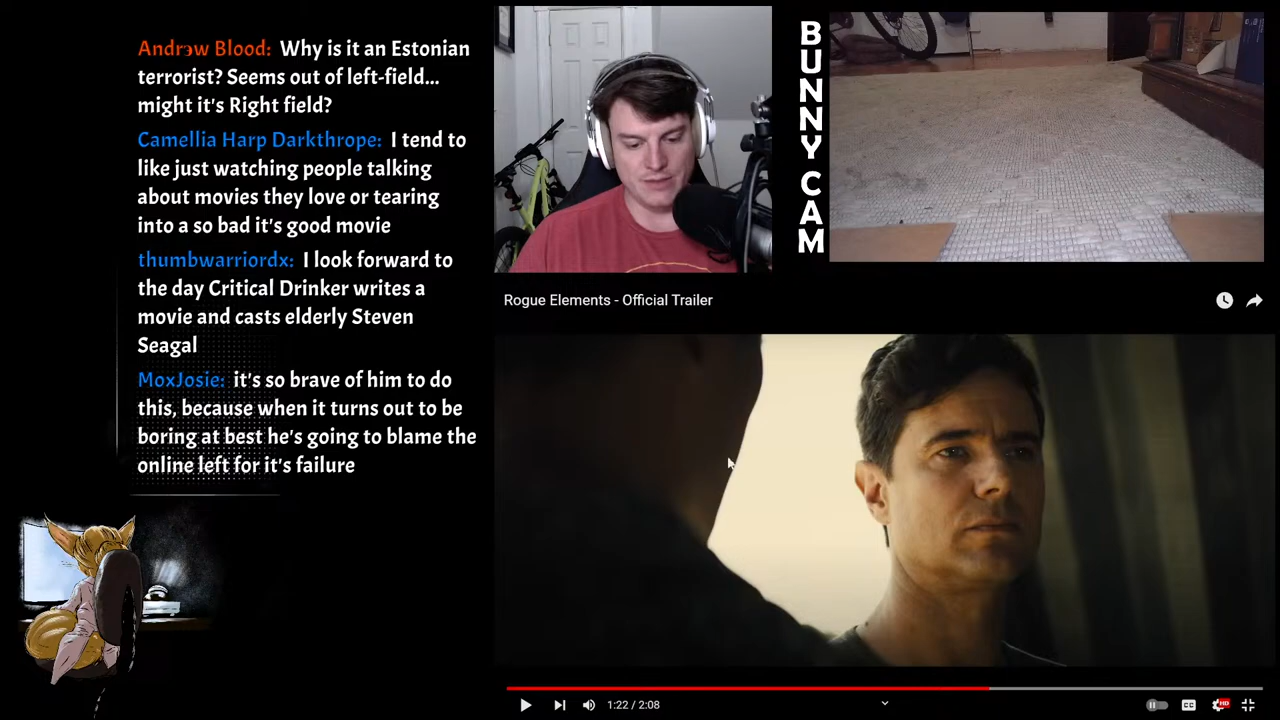 Andrɜw Blood: Why is it an Estonian
terrorist? Seems out of left-field...
might it's Right field?
Camellia Harp Darkthrope: I tend to
like just watching people talking
about movies they love or tearing
into a so bad it's good movie
thumbwarriordx: I look forward to
the day Critical Drinker writes a
movie and casts elderly Steven
Seagal
MoxJosie: it's so brave of him to do
this, because when it turns out to be
boring at best he's going to blame the
online left for it's failure
BUNNY CAM
Rogue Elements - Official Trailer
1:22 / 2:08
CC
HD